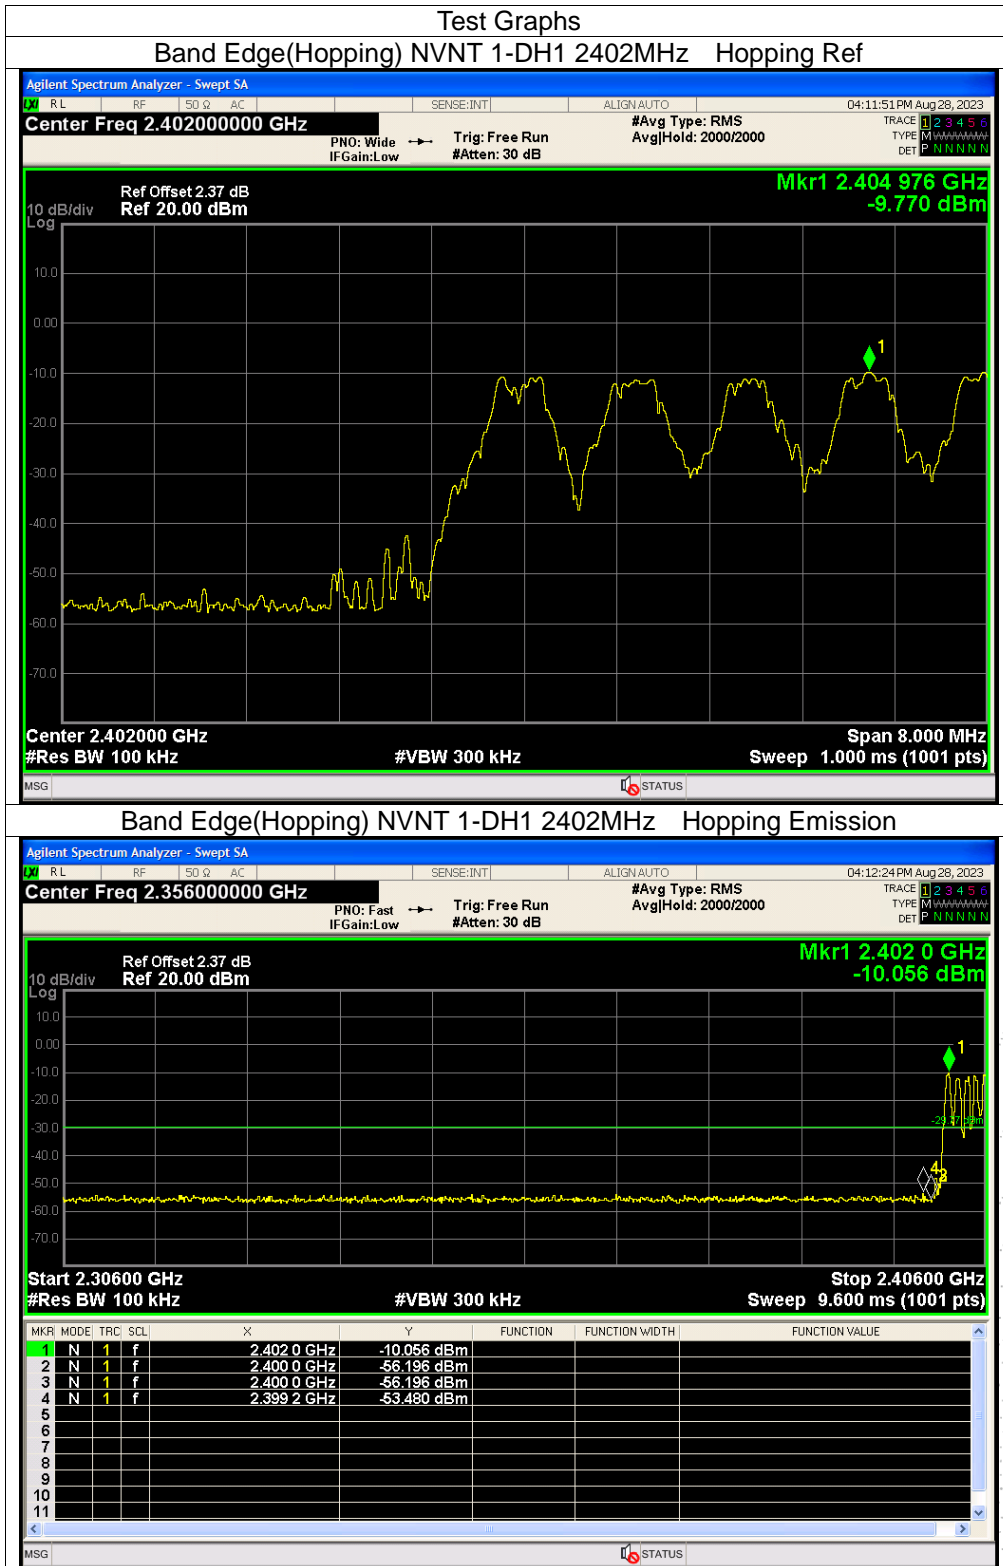 Test Graphs
Band Edge(Hopping) NVNT 1-DH1 2402MHz Hopping Ref
Agilent Spectrum Analyzer - Swept SA
LXI RL RF 50 Ω AC SENSE:INT ALIGN AUTO 04:11:51 PM Aug 28, 2023
Center Freq 2.402000000 GHz #Avg Type: RMS TRACE 1 2 3 4 5 6
PNO: Wide Trig: Free Run Avg|Hold: 2000/2000 TYPE M WWWWW
IFGain:Low #Atten: 30 dB DET P N N N N N
Mkr1 2.404 976 GHz
-9.770 dBm
Ref Offset 2.37 dB
10 dB/div Ref 20.00 dBm
Log
10.0
0.00
1
-10.0
-20.0
-30.0
-40.0
-50.0
-60.0
-70.0
Center 2.402000 GHz Span 8.000 MHz
#Res BW 100 kHz #VBW 300 kHz Sweep 1.000 ms (1001 pts)
MSG STATUS
Band Edge(Hopping) NVNT 1-DH1 2402MHz Hopping Emission
Agilent Spectrum Analyzer - Swept SA
LXI RL RF 50 Ω AC SENSE:INT ALIGN AUTO 04:12:24 PM Aug 28, 2023
Center Freq 2.356000000 GHz #Avg Type: RMS TRACE 1 2 3 4 5 6
PNO: Fast Trig: Free Run Avg|Hold: 2000/2000 TYPE M WWWWW
IFGain:Low #Atten: 30 dB DET P N N N N N
Mkr1 2.402 0 GHz
-10.056 dBm
Ref Offset 2.37 dB
10 dB/div Ref 20.00 dBm
Log
10.0
0.00
1
-10.0
-20.0
-29.77 dBm
-30.0
-40.0
4
-50.0
-60.0
-70.0
Start 2.30600 GHz Stop 2.40600 GHz
#Res BW 100 kHz #VBW 300 kHz Sweep 9.600 ms (1001 pts)
MKR MODE TRC SCL X Y FUNCTION FUNCTION WIDTH FUNCTION VALUE
1 N 1 f 2.402 0 GHz -10.056 dBm
2 N 1 f 2.400 0 GHz -56.196 dBm
3 N 1 f 2.400 0 GHz -56.196 dBm
4 N 1 f 2.399 2 GHz -53.480 dBm
5
6
7
8
9
10
11
MSG STATUS